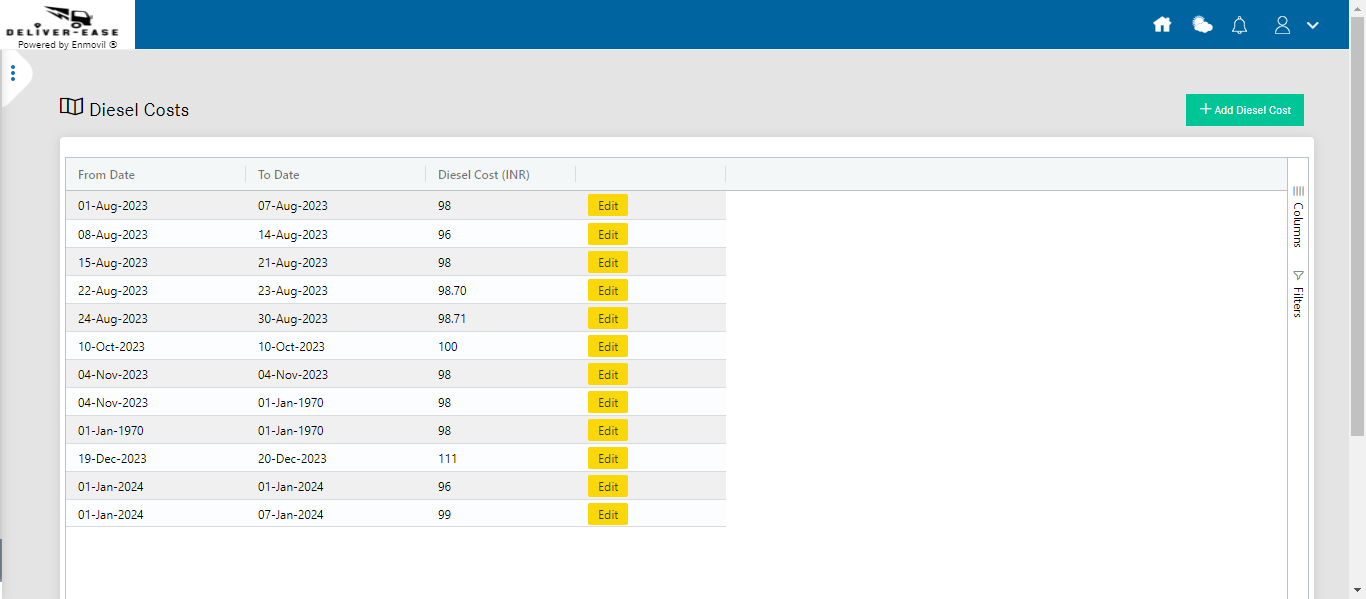 DELIVER-EASE
Powered by Enmovil ®
Diesel Costs
Add Diesel Cost
From Date To Date Diesel Cost (INR)
01-Aug-2023 07-Aug-2023 98 Edit
08-Aug-2023 14-Aug-2023 96 Edit
15-Aug-2023 21-Aug-2023 98 Edit
22-Aug-2023 23-Aug-2023 98.70 Edit
24-Aug-2023 30-Aug-2023 98.71 Edit
10-Oct-2023 10-Oct-2023 100 Edit
04-Nov-2023 04-Nov-2023 98 Edit
04-Nov-2023 01-Jan-1970 98 Edit
01-Jan-1970 01-Jan-1970 98 Edit
19-Dec-2023 20-Dec-2023 111 Edit
01-Jan-2024 01-Jan-2024 96 Edit
01-Jan-2024 07-Jan-2024 99 Edit
Columns
Filters